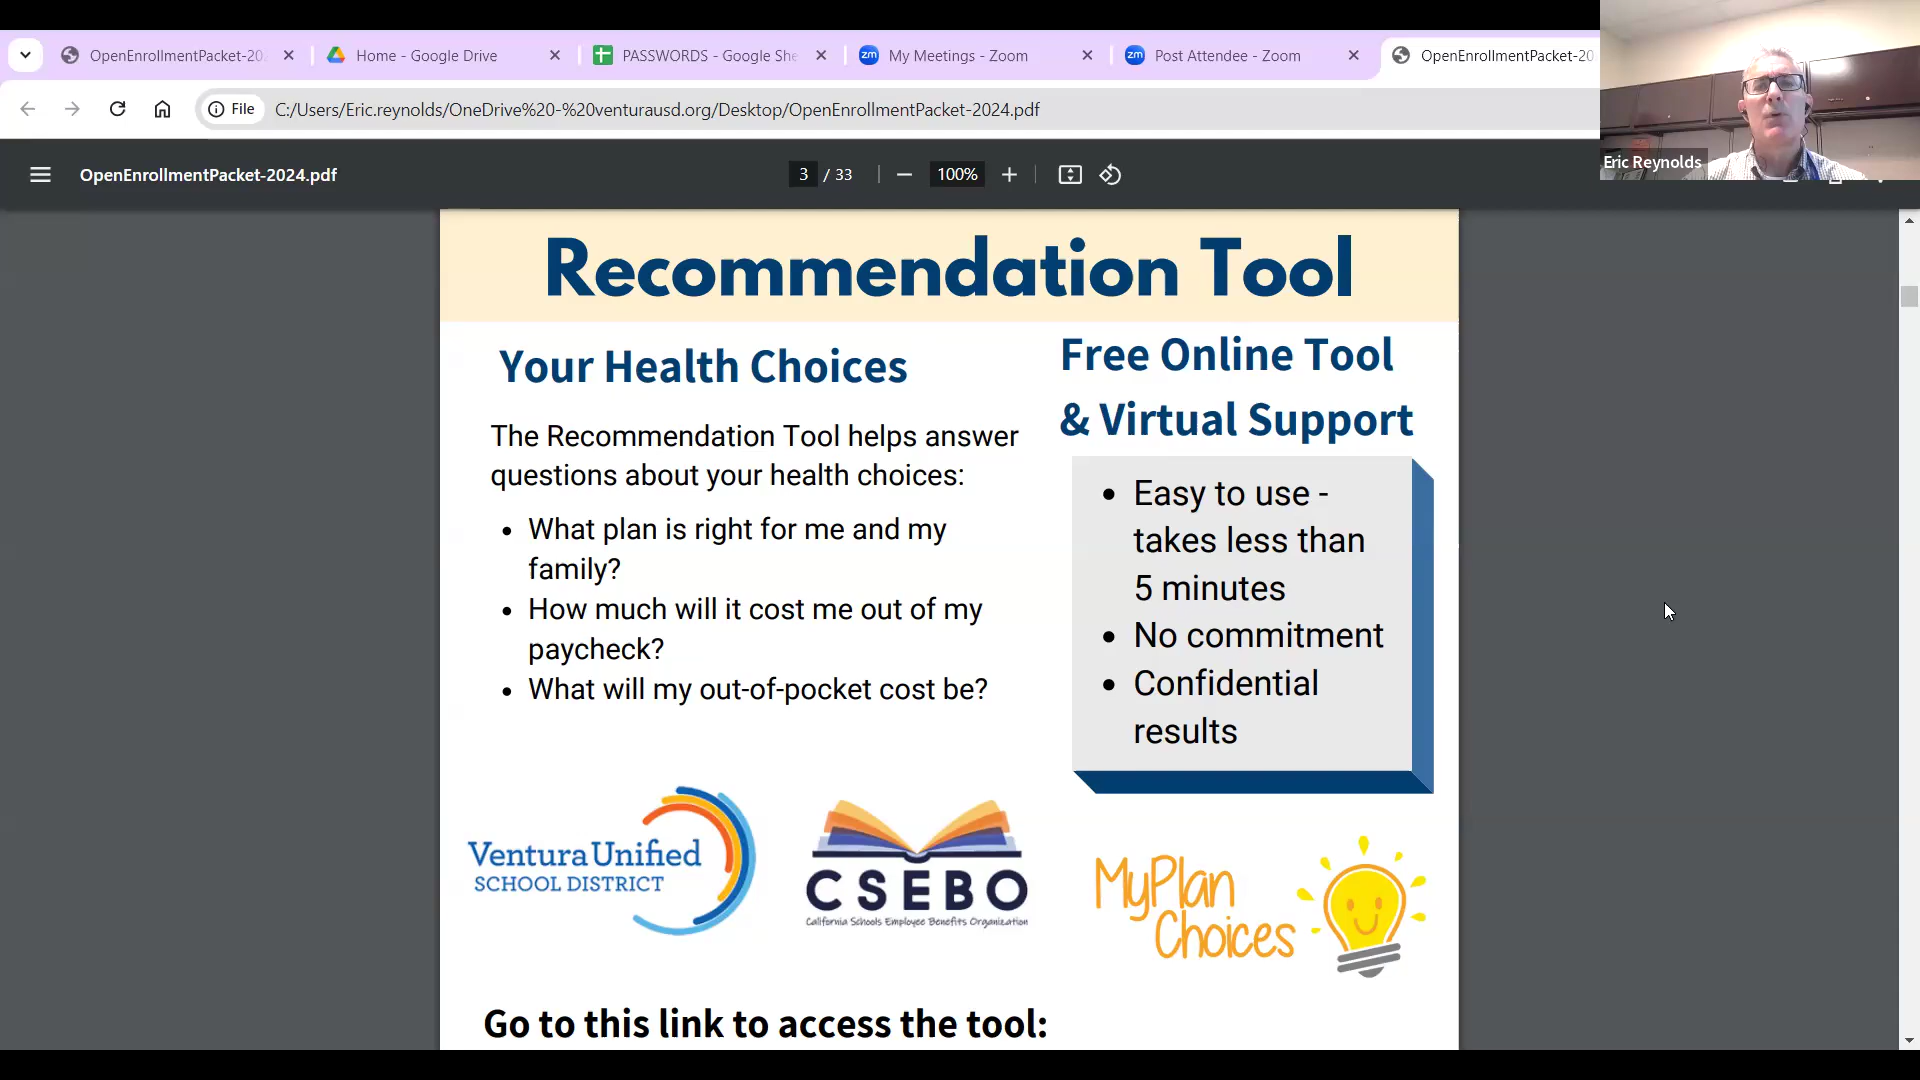 OpenEnrollmentPacket-202
Home - Google Drive
PASSWORDS - Google She
My Meetings - Zoom
Post Attendee - Zoom
OpenEnrollmentPacket-20
File
C:/Users/Eric.reynolds/OneDrive%20-%20venturausd.org/Desktop/OpenEnrollmentPacket-2024.pdf
Eric Reynolds
OpenEnrollmentPacket-2024.pdf
3 / 33
100%
Recommendation Tool
Your Health Choices
The Recommendation Tool helps answer
questions about your health choices:
• What plan is right for me and my
family?
• How much will it cost me out of my
paycheck?
• What will my out-of-pocket cost be?
Free Online Tool
& Virtual Support
• Easy to use -
takes less than
5 minutes
• No commitment
• Confidential
results
Ventura Unified
SCHOOL DISTRICT
CSEBO
California Schools Employee Benefits Organization
MyPlan
Choices
Go to this link to access the tool: